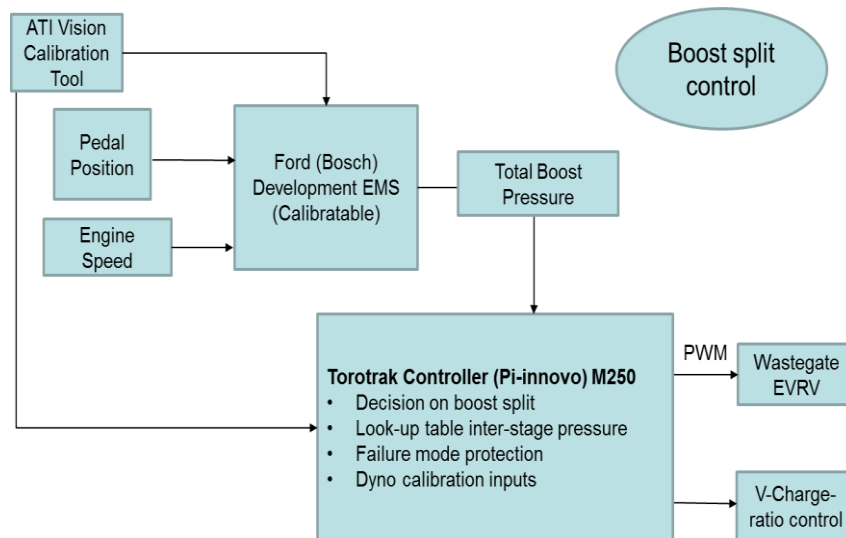 ATI Vision
Calibration
Tool
Boost split
control
Pedal
Position
Ford (Bosch)
Development EMS
(Calibratable)
Total Boost
Pressure
Engine
Speed
Torotrak Controller (Pi-innovo) M250
• Decision on boost split
• Look-up table inter-stage pressure
• Failure mode protection
• Dyno calibration inputs
PWM
Wastegate
EVRV
V-Charge-
ratio control